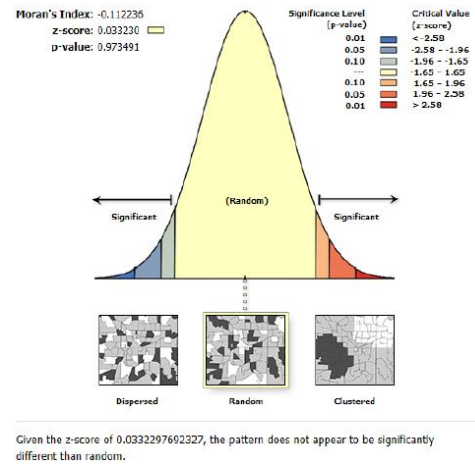 Moran's Index: -0.112236
z-score: 0.033230
p-value: 0.973491
Significance Level
(p-value)
Critical Value
(z-score)
0.01 < -2.58
0.05 -2.58 - -1.96
0.10 -1.96 - -1.65
--- -1.65 - 1.65
0.10 1.65 - 1.96
0.05 1.96 - 2.58
0.01 > 2.58
(Random)
Significant Significant
Dispersed Random Clustered
Given the z-score of 0.0332297692327, the pattern does not appear to be significantly
different than random.